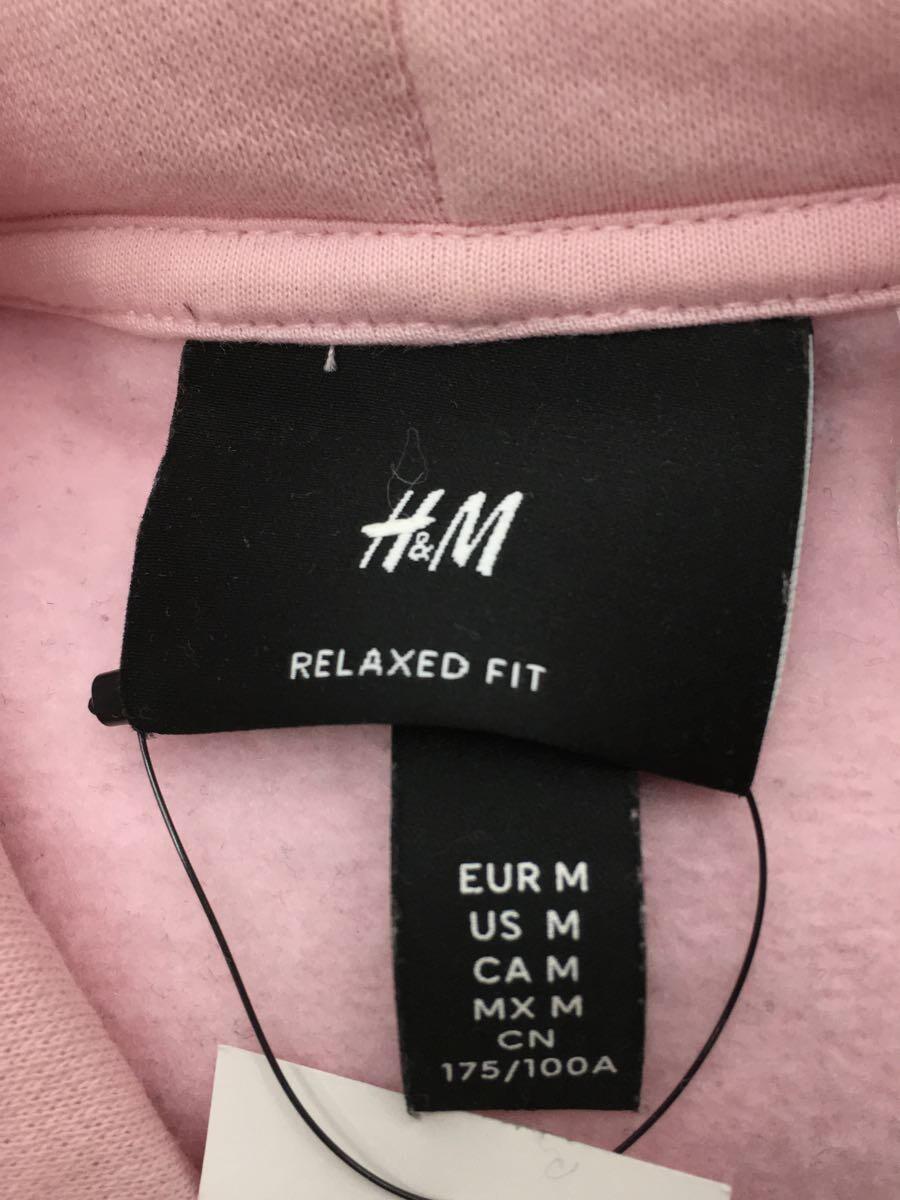 H&M
RELAXED FIT
EUR M
US M
CA M
MX M
CN
175/100A